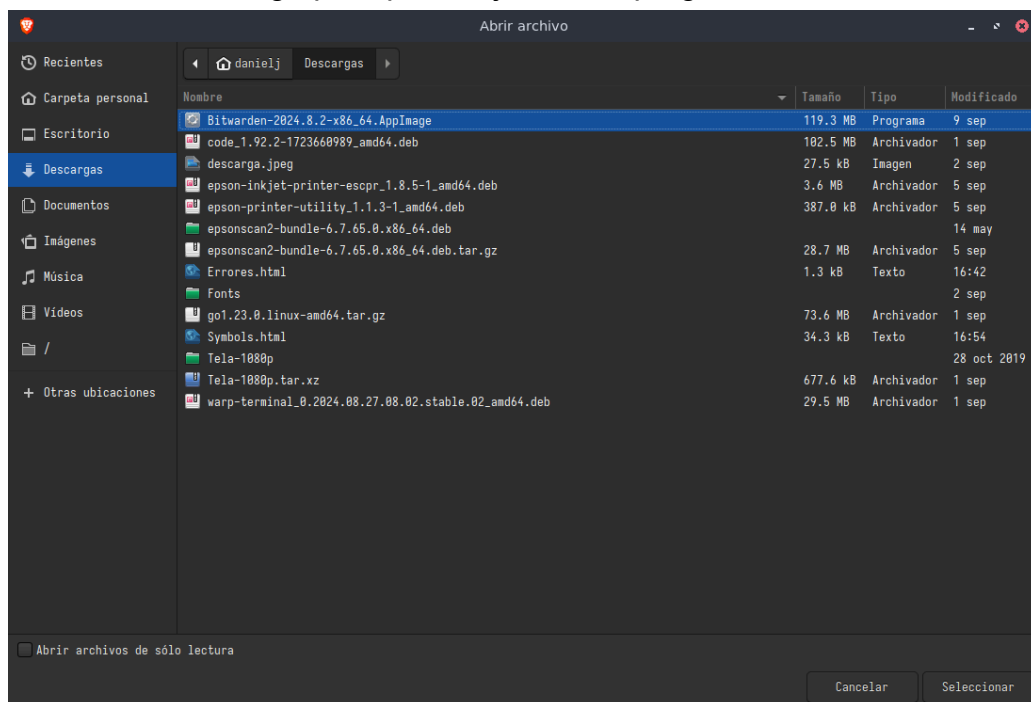 Abrir archivo
Recientes
Carpeta personal
Escritorio
Descargas
Documentos
Imágenes
Música
Vídeos
/
+ Otras ubicaciones
danielj Descargas
Nombre Tamaño Tipo Modificado
Bitwarden-2024.8.2-x86_64.AppImage 119.3 MB Programa 9 sep
code_1.92.2-1723660989_amd64.deb 102.5 MB Archivador 1 sep
descarga.jpeg 27.5 kB Imagen 2 sep
epson-inkjet-printer-escpr_1.8.5-1_amd64.deb 3.6 MB Archivador 5 sep
epson-printer-utility_1.1.3-1_amd64.deb 387.0 kB Archivador 5 sep
epsonscan2-bundle-6.7.65.0.x86_64.deb 14 may
epsonscan2-bundle-6.7.65.0.x86_64.deb.tar.gz 28.7 MB Archivador 5 sep
Errores.html 1.3 kB Texto 16:42
Fonts 2 sep
go1.23.0.linux-amd64.tar.gz 73.6 MB Archivador 1 sep
Symbols.html 34.3 kB Texto 16:54
Tela-1080p 28 oct 2019
Tela-1080p.tar.xz 677.6 kB Archivador 1 sep
warp-terminal_0.2024.08.27.08.02.stable.02_amd64.deb 29.5 MB Archivador 1 sep
Abrir archivos de sólo lectura
Cancelar Seleccionar